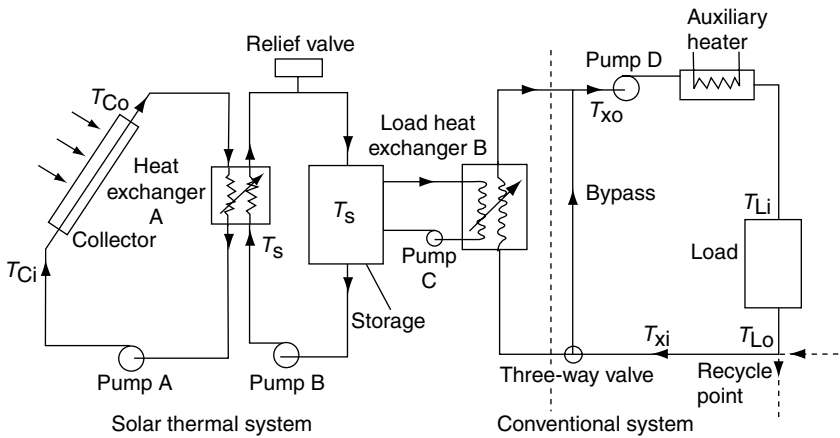 Relief valve
Auxiliary
heater
Pump D
T_Co
T_xo
Load heat
exchanger B
Heat
exchanger
A
T_s
Bypass
T_Li
Collector
T_s
Pump
C
Load
T_Ci
Storage
T_xi
T_Lo
Pump A
Pump B
Three-way valve
Recycle
point
Solar thermal system
Conventional system